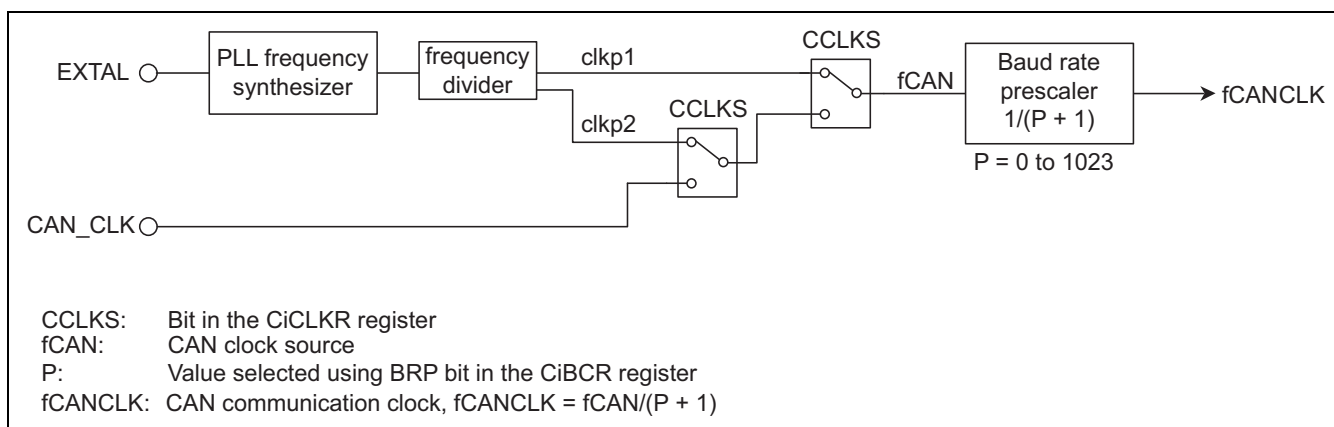 EXTAL
PLL frequency
synthesizer
frequency
divider
clkp1
clkp2
CCLKS
CCLKS
fCAN
Baud rate
prescaler
1/(P + 1)
fCANCLK
P = 0 to 1023
CAN_CLK
CCLKS: Bit in the CiCLKR register
fCAN: CAN clock source
P: Value selected using BRP bit in the CiBCR register
fCANCLK: CAN communication clock, fCANCLK = fCAN/(P + 1)